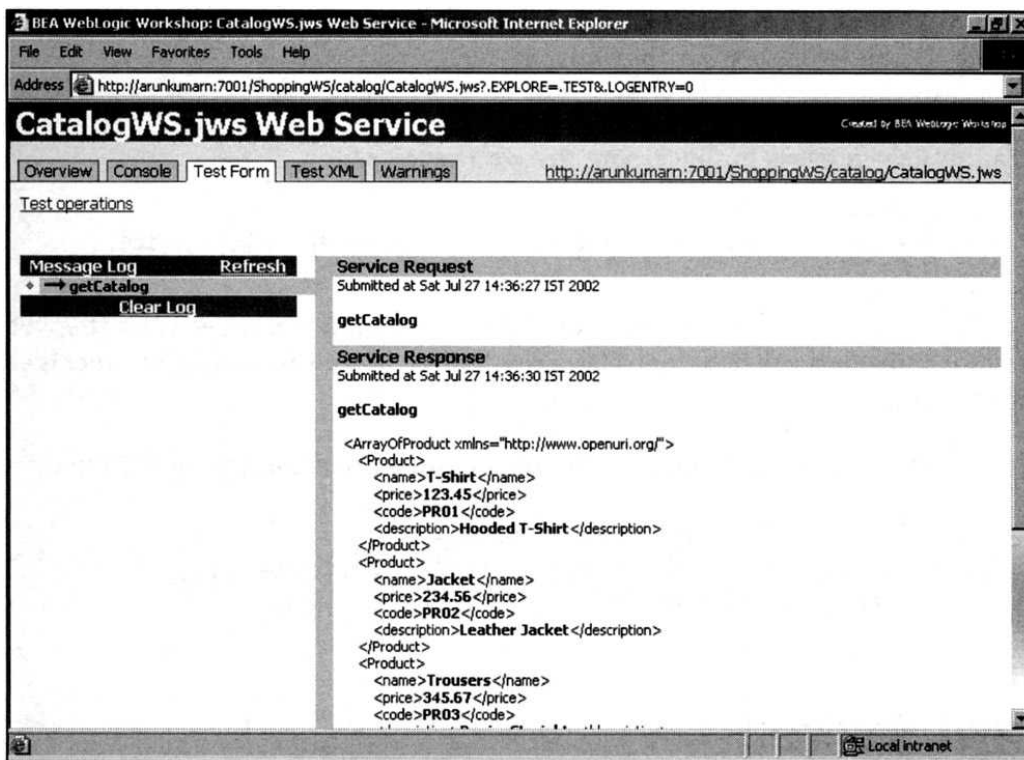 BEA WebLogic Workshop: CatalogWS.jws Web Service - Microsoft Internet Explorer
File Edit View Favorites Tools Help
Address http://arunkumarn:7001/ShoppingWS/catalog/CatalogWS.jws?.EXPLORE=.TEST&.LOGENTRY=0
CatalogWS.jws Web Service
Created by BEA WebLogic Workshop
Overview Console Test Form Test XML Warnings http://arunkumarn:7001/ShoppingWS/catalog/CatalogWS.jws
Test operations
Message Log Refresh
getCatalog
Clear Log
Service Request
Submitted at Sat Jul 27 14:36:27 IST 2002
getCatalog
Service Response
Submitted at Sat Jul 27 14:36:30 IST 2002
getCatalog
<ArrayOfProduct xmlns="http://www.openuri.org/">
<Product>
<name>T-Shirt</name>
<price>123.45</price>
<code>PR01</code>
<description>Hooded T-Shirt</description>
</Product>
<Product>
<name>Jacket</name>
<price>234.56</price>
<code>PR02</code>
<description>Leather Jacket</description>
</Product>
<Product>
<name>Trousers</name>
<price>345.67</price>
<code>PR03</code>
Local intranet